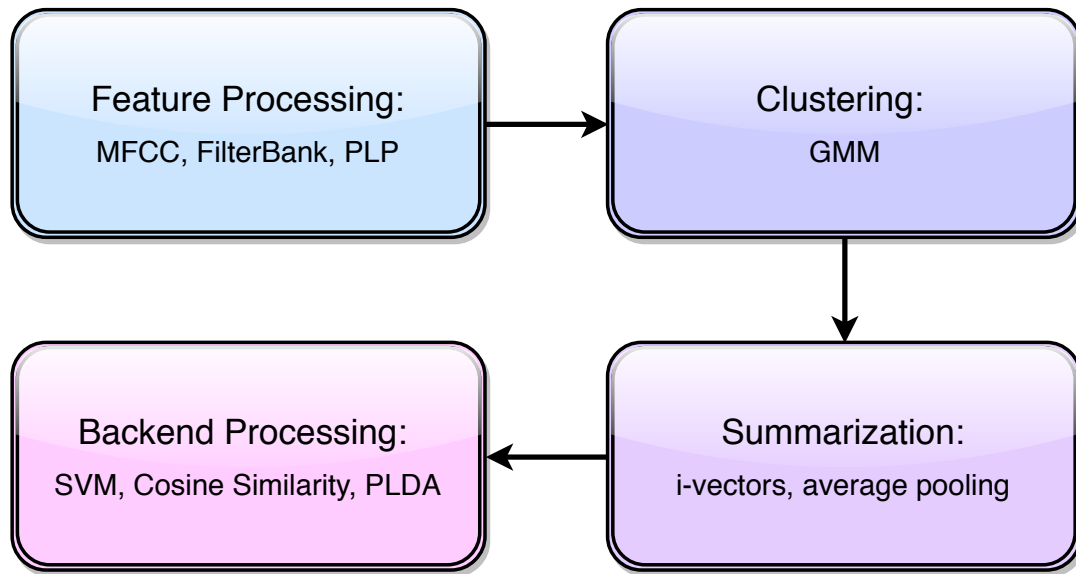 Feature Processing:
MFCC, FilterBank, PLP
Clustering:
GMM
Summarization:
i-vectors, average pooling
Backend Processing:
SVM, Cosine Similarity, PLDA